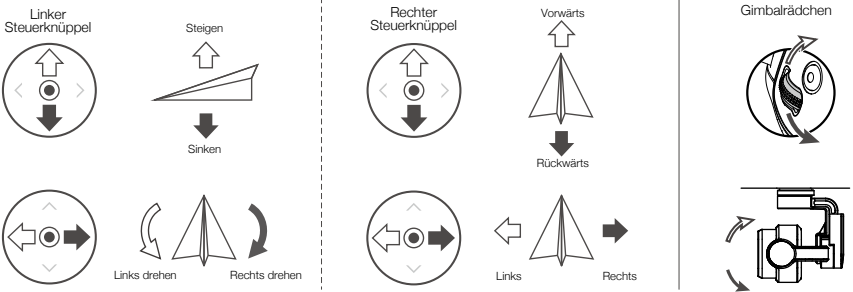 Linker
Steuerknüppel
Steigen
Sinken
Links drehen
Rechts drehen
Rechter
Steuerknüppel
Vorwärts
Rückwärts
Links
Rechts
Gimbalrädchen